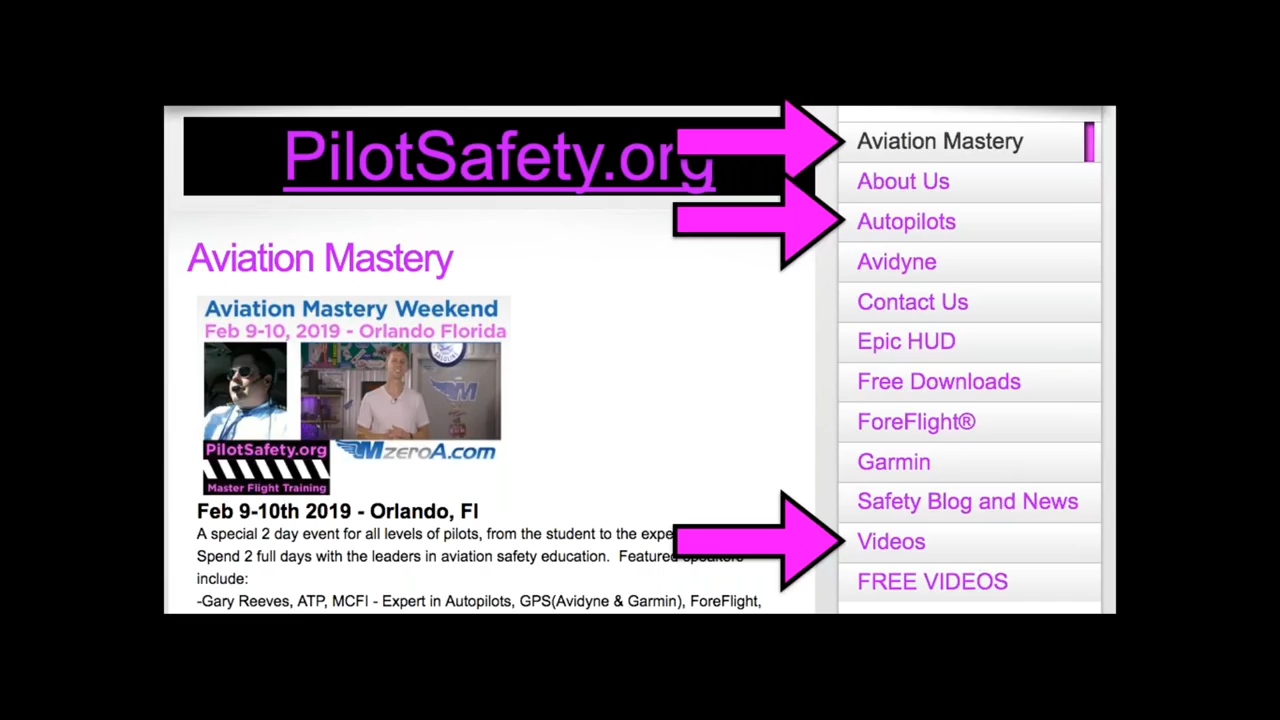 PilotSafety.org
Aviation Mastery
Aviation Mastery Weekend
Feb 9-10, 2019 - Orlando Florida
PilotSafety.org
Master Flight Training
MzeroA.com
Feb 9-10th 2019 - Orlando, Fl
A special 2 day event for all levels of pilots, from the student to the
Spend 2 full days with the leaders in aviation safety education. Featured speakers
include:
-Gary Reeves, ATP, MCFI - Expert in Autopilots, GPS(Avidyne & Garmin), ForeFlight,
Aviation Mastery
About Us
Autopilots
Avidyne
Contact Us
Epic HUD
Free Downloads
ForeFlight®
Garmin
Safety Blog and News
Videos
FREE VIDEOS